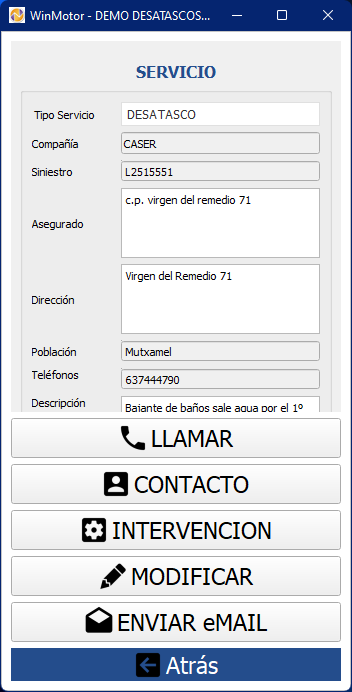 WinMotor - DEMO DESATASCOS...
SERVICIO
Tipo Servicio DESATASCO
Compañía CASER
Siniestro L2515551
Asegurado c.p. virgen del remedio 71
Dirección Virgen del Remedio 71
Población Mutxamel
Teléfonos 637444790
Descripción Bajante de baños sale agua por el 1º
LLAMAR
CONTACTO
INTERVENCION
MODIFICAR
ENVIAR eMAIL
Atrás